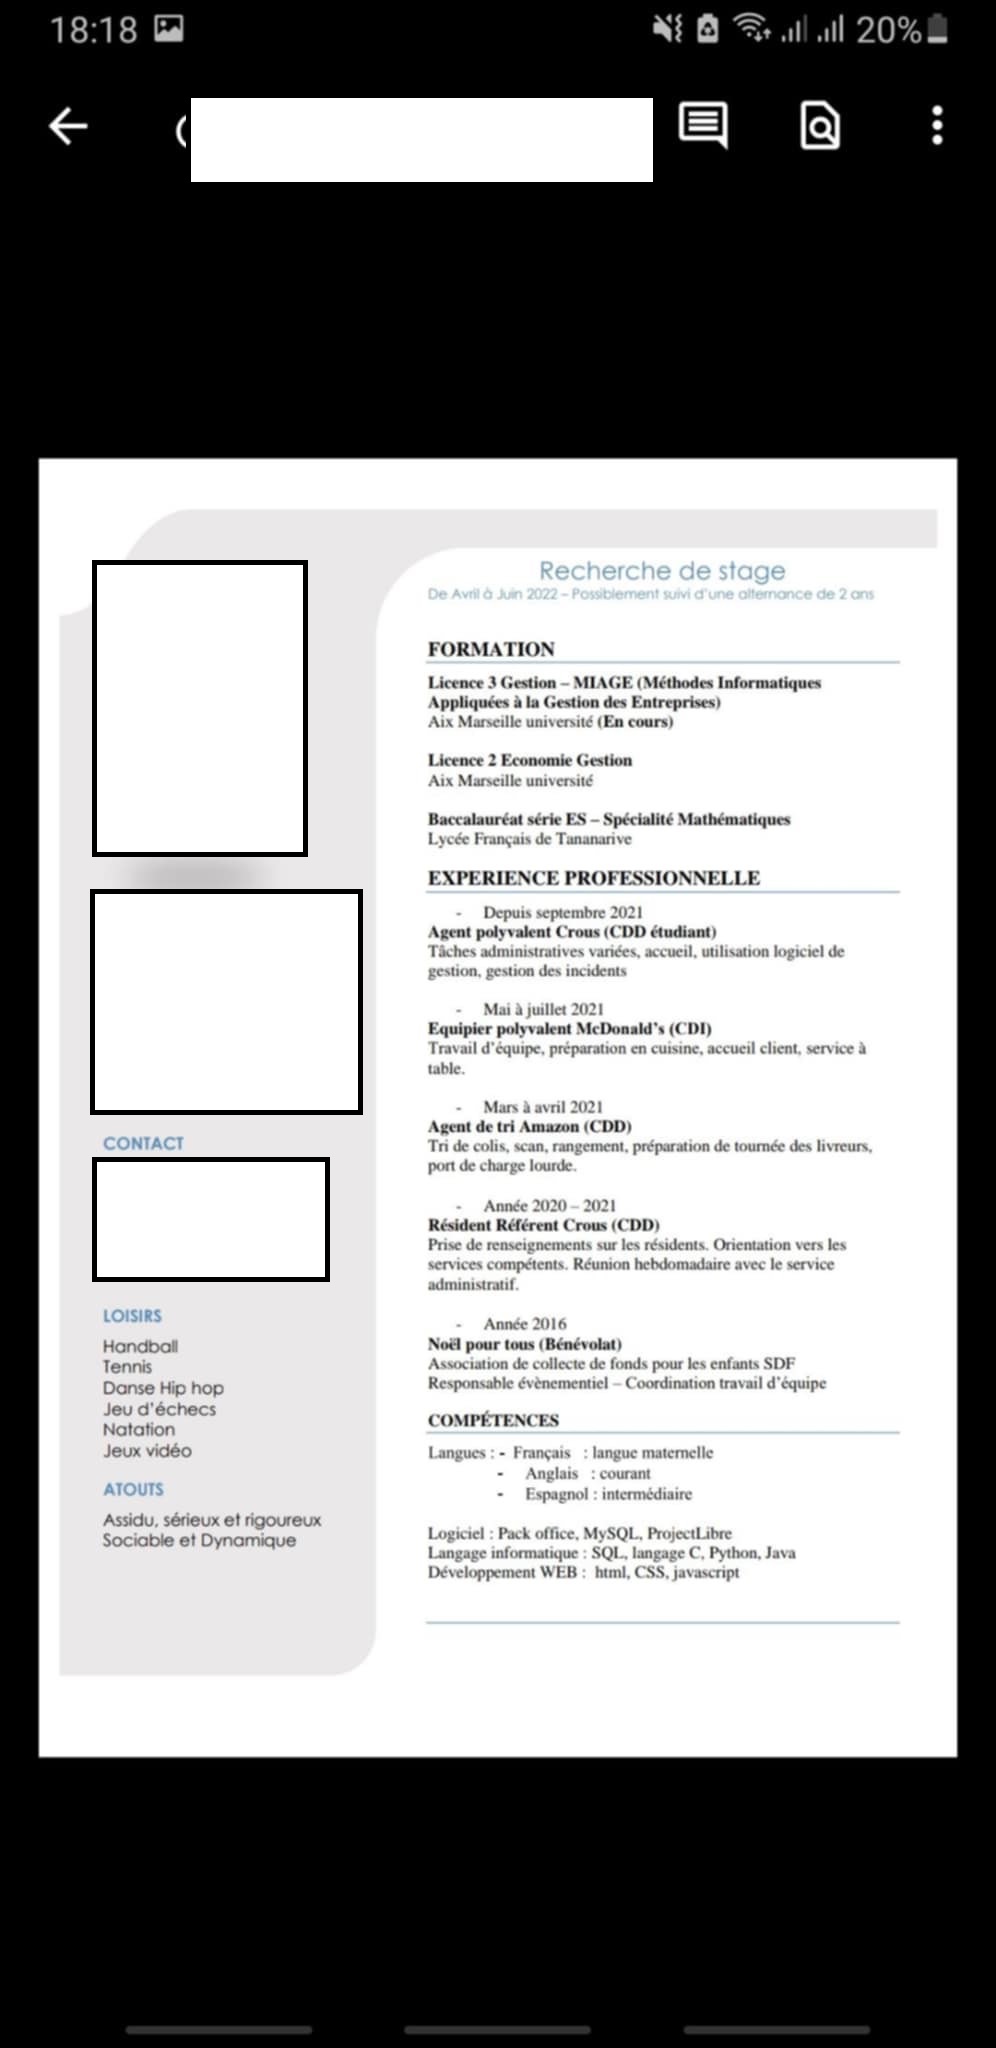 18:18
20%
Recherche de stage
De Avril à Juin 2022 – Possiblement suivi d'une alternance de 2 ans
FORMATION
Licence 3 Gestion – MIAGE (Méthodes Informatiques
Appliquées à la Gestion des Entreprises)
Aix Marseille université (En cours)
Licence 2 Economie Gestion
Aix Marseille université
Baccalauréat série ES – Spécialité Mathématiques
Lycée Français de Tananarive
EXPERIENCE PROFESSIONNELLE
- Depuis septembre 2021
Agent polyvalent Crous (CDD étudiant)
Tâches administratives variées, accueil, utilisation logiciel de
gestion, gestion des incidents
- Mai à juillet 2021
Equipier polyvalent McDonald's (CDI)
Travail d'équipe, préparation en cuisine, accueil client, service à
table.
- Mars à avril 2021
Agent de tri Amazon (CDD)
Tri de colis, scan, rangement, préparation de tournée des livreurs,
port de charge lourde.
- Année 2020 – 2021
Résident Référent Crous (CDD)
Prise de renseignements sur les résidents. Orientation vers les
services compétents. Réunion hebdomadaire avec le service
administratif.
- Année 2016
Noël pour tous (Bénévolat)
Association de collecte de fonds pour les enfants SDF
Responsable évènementiel – Coordination travail d'équipe
COMPÉTENCES
Langues : - Français : langue maternelle
- Anglais : courant
- Espagnol : intermédiaire
Logiciel : Pack office, MySQL, ProjectLibre
Langage informatique : SQL, langage C, Python, Java
Développement WEB : html, CSS, javascript
CONTACT
LOISIRS
Handball
Tennis
Danse Hip hop
Jeu d'échecs
Natation
Jeux vidéo
ATOUTS
Assidu, sérieux et rigoureux
Sociable et Dynamique